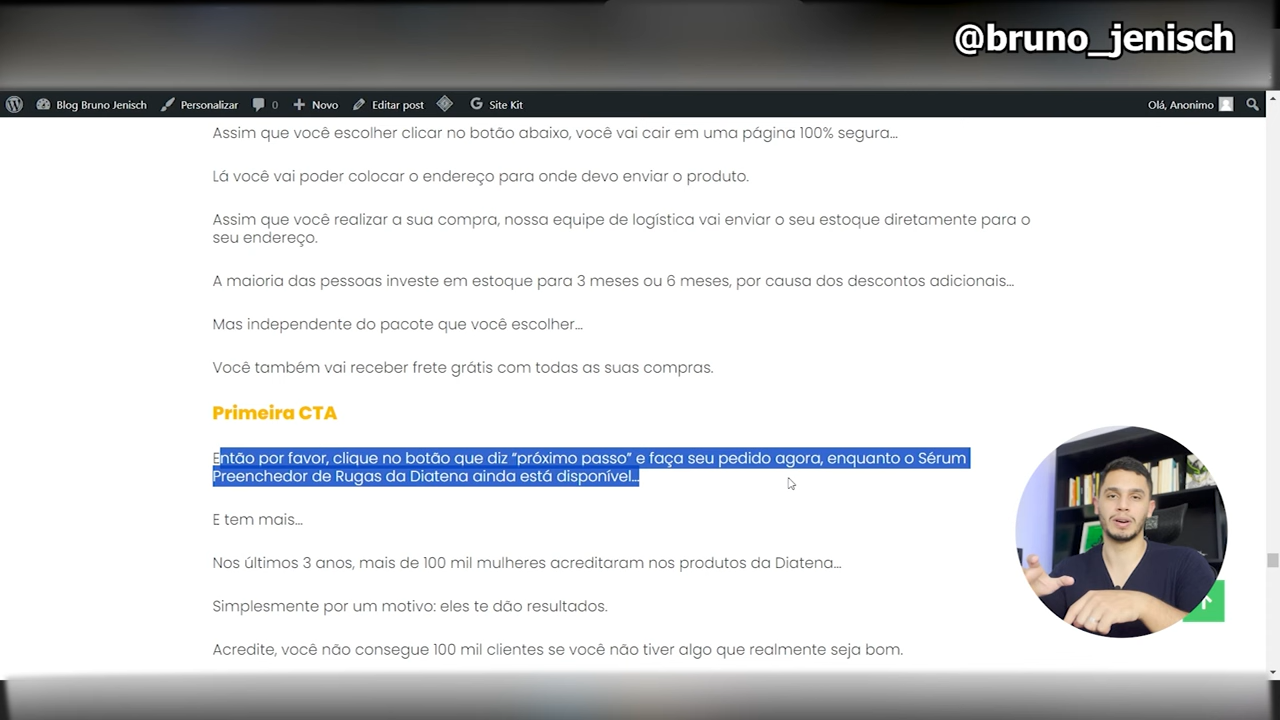 @bruno_jenisch
Blog Bruno Jenisch Personalizar 0 Novo Editar post Site Kit Olá, Anonimo
Assim que você escolher clicar no botão abaixo, você vai cair em uma página 100% segura...
Lá você vai poder colocar o endereço para onde devo enviar o produto.
Assim que você realizar a sua compra, nossa equipe de logística vai enviar o seu estoque diretamente para o
seu endereço.
A maioria das pessoas investe em estoque para 3 meses ou 6 meses, por causa dos descontos adicionais...
Mas independente do pacote que você escolher...
Você também vai receber frete grátis com todas as suas compras.
Primeira CTA
Então por favor, clique no botão que diz “próximo passo” e faça seu pedido agora, enquanto o Sérum
Preenchedor de Rugas da Diatena ainda está disponível...
E tem mais...
Nos últimos 3 anos, mais de 100 mil mulheres acreditaram nos produtos da Diatena...
Simplesmente por um motivo: eles te dão resultados.
Acredite, você não consegue 100 mil clientes se você não tiver algo que realmente seja bom.